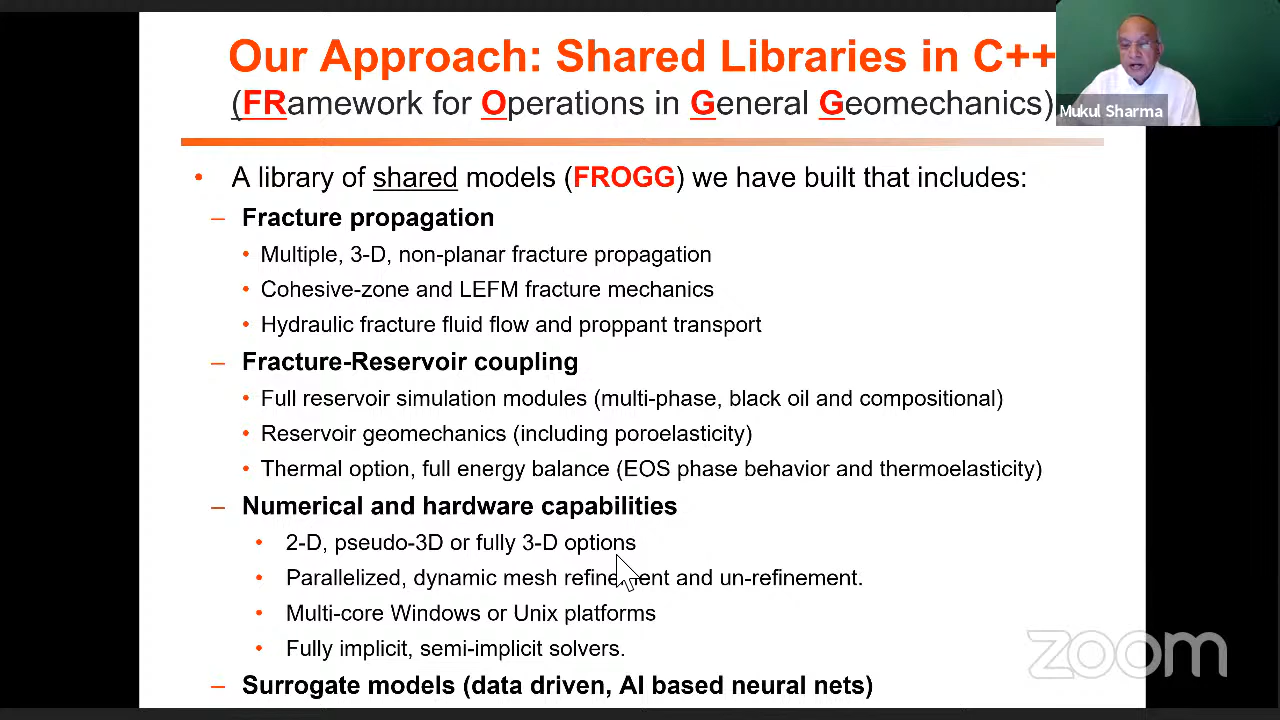 Our Approach: Shared Libraries in C++
(FRamework for Operations in General Geomechanics)
Mukul Sharma
• A library of shared models (FROGG) we have built that includes:
– Fracture propagation
• Multiple, 3-D, non-planar fracture propagation
• Cohesive-zone and LEFM fracture mechanics
• Hydraulic fracture fluid flow and proppant transport
– Fracture-Reservoir coupling
• Full reservoir simulation modules (multi-phase, black oil and compositional)
• Reservoir geomechanics (including poroelasticity)
• Thermal option, full energy balance (EOS phase behavior and thermoelasticity)
– Numerical and hardware capabilities
• 2-D, pseudo-3D or fully 3-D options
• Parallelized, dynamic mesh refinement and un-refinement.
• Multi-core Windows or Unix platforms
• Fully implicit, semi-implicit solvers.
– Surrogate models (data driven, AI based neural nets)
zoom